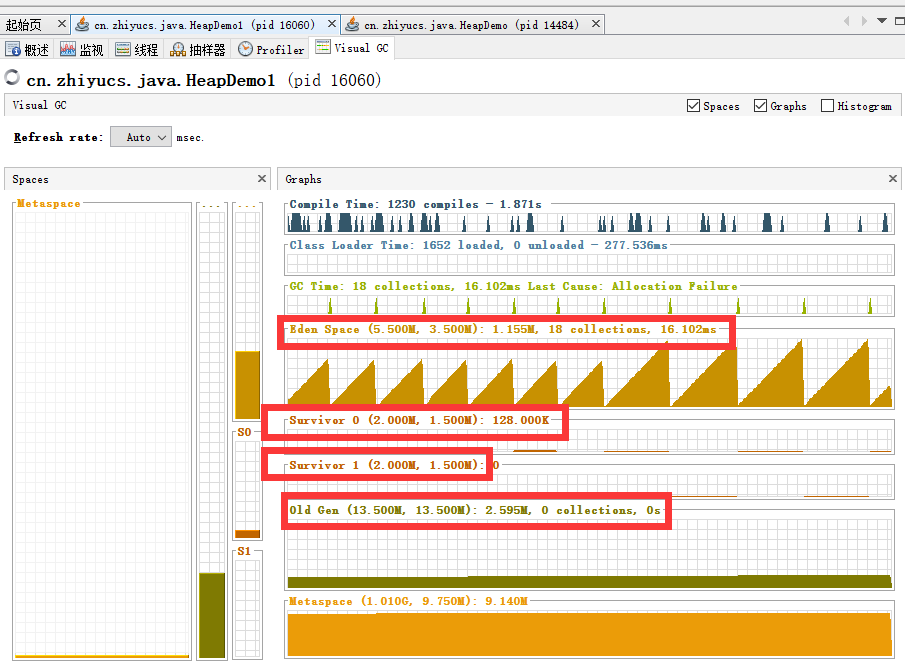 起始页 cn.zhiyucs.java.HeapDemo1 (pid 16060) cn.zhiyucs.java.HeapDemo (pid 14484)
概述 监视 线程 抽样器 Profiler Visual GC
cn.zhiyucs.java.HeapDemo1 (pid 16060)
Visual GC Spaces Graphs Histogram
Refresh rate: Auto msec.
Spaces Graphs
Metaspace ... ...
Compile Time: 1230 compiles - 1.871s
Class Loader Time: 1652 loaded, 0 unloaded - 277.536ms
GC Time: 18 collections, 16.102ms Last Cause: Allocation Failure
Eden Space (5.500M, 3.500M): 1.155M, 18 collections, 16.102ms
Survivor 0 (2.000M, 1.500M): 128.000K
S0
Survivor 1 (2.000M, 1.500M): 0
Old Gen (13.500M, 13.500M): 2.595M, 0 collections, 0s
S1
Metaspace (1.010G, 9.750M): 9.140M